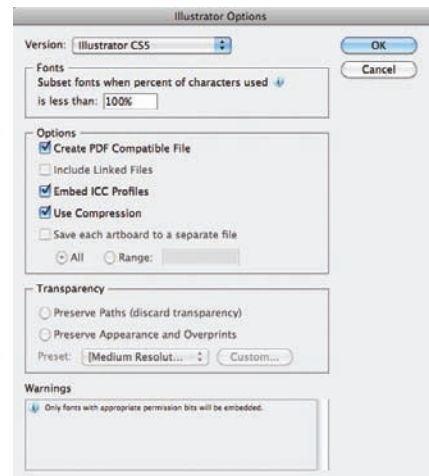 Illustrator Options
Version: Illustrator CS5
OK
Cancel
Fonts
Subset fonts when percent of characters used
is less than: 100%
Options
Create PDF Compatible File
Include Linked Files
Embed ICC Profiles
Use Compression
Save each artboard to a separate file
All Range:
Transparency
Preserve Paths (discard transparency)
Preserve Appearance and Overprints
Preset: [Medium Resolut... Custom...
Warnings
Only fonts with appropriate permission bits will be embedded.